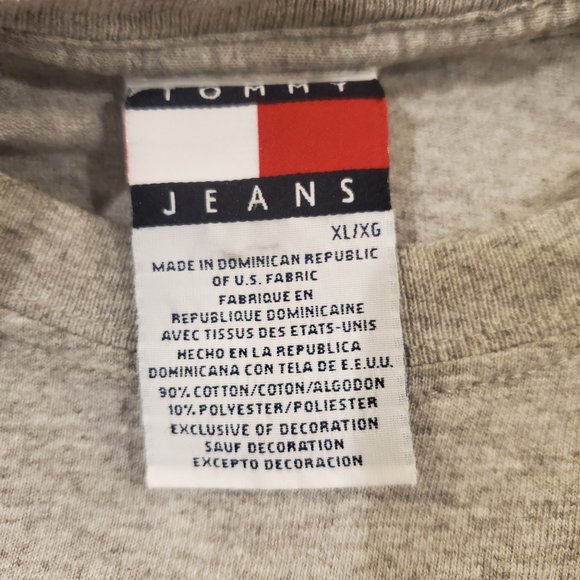 TOMMY
JEANS
XL/XG
MADE IN DOMINICAN REPUBLIC
OF U.S. FABRIC
FABRIQUE EN
REPUBLIQUE DOMINICAINE
AVEC TISSUS DES ETATS-UNIS
HECHO EN LA REPUBLICA
DOMINICANA CON TELA DE E.E.U.U.
90% COTTON/COTON/ALGODON
10% POLYESTER/POLIESTER
EXCLUSIVE OF DECORATION
SAUF DECORATION
EXCEPTO DECORACION